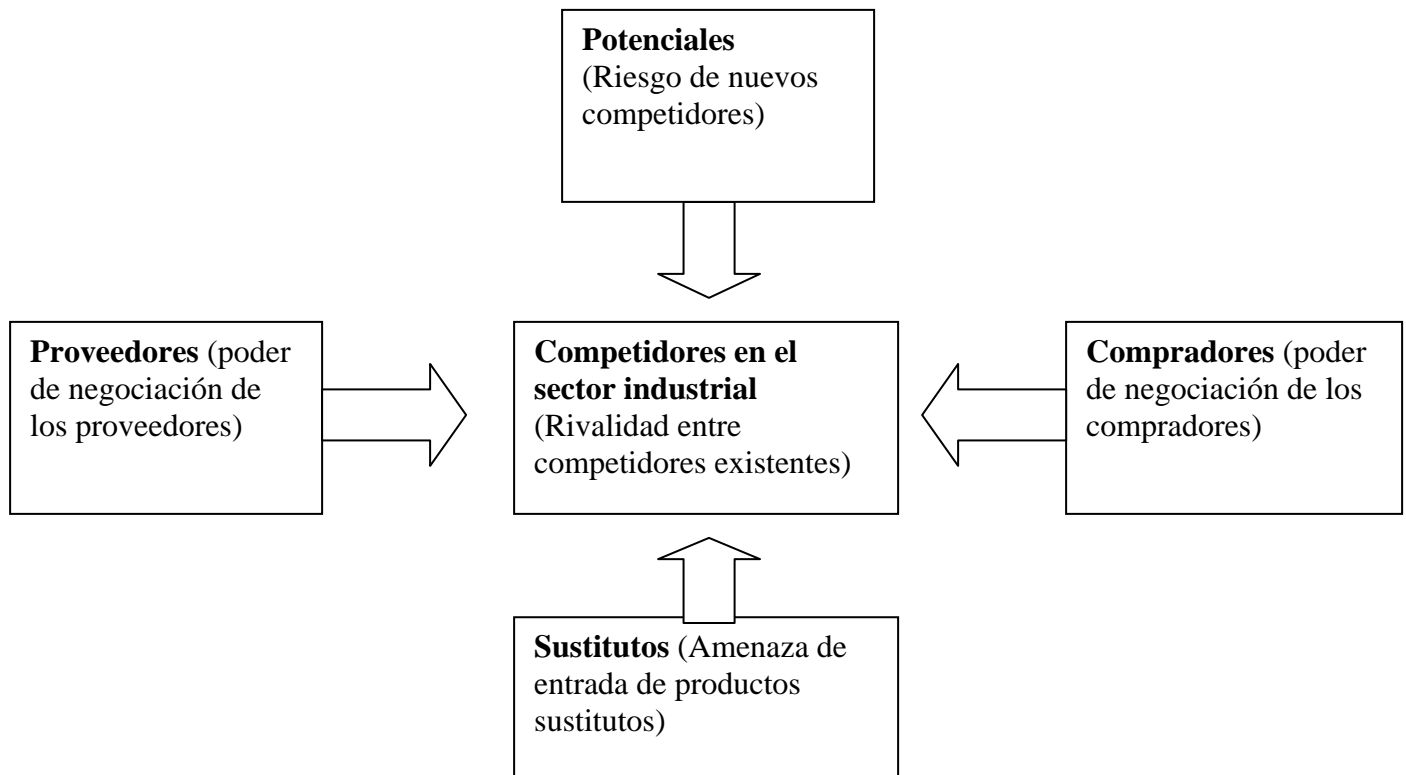 Potenciales
(Riesgo de nuevos
competidores)
Proveedores (poder
de negociación de
los proveedores)
Competidores en el
sector industrial
(Rivalidad entre
competidores existentes)
Compradores (poder
de negociación de los
compradores)
Sustitutos (Amenaza de
entrada de productos
sustitutos)